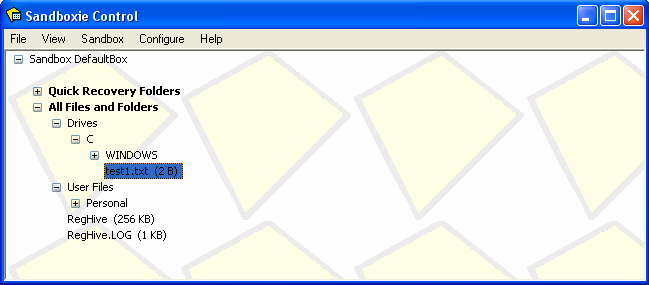 Sandboxie Control
File View Sandbox Configure Help
Sandbox DefaultBox
Quick Recovery Folders
All Files and Folders
Drives
C
WINDOWS
test1.txt (2 B)
User Files
Personal
RegHive (256 KB)
RegHive.LOG (1 KB)